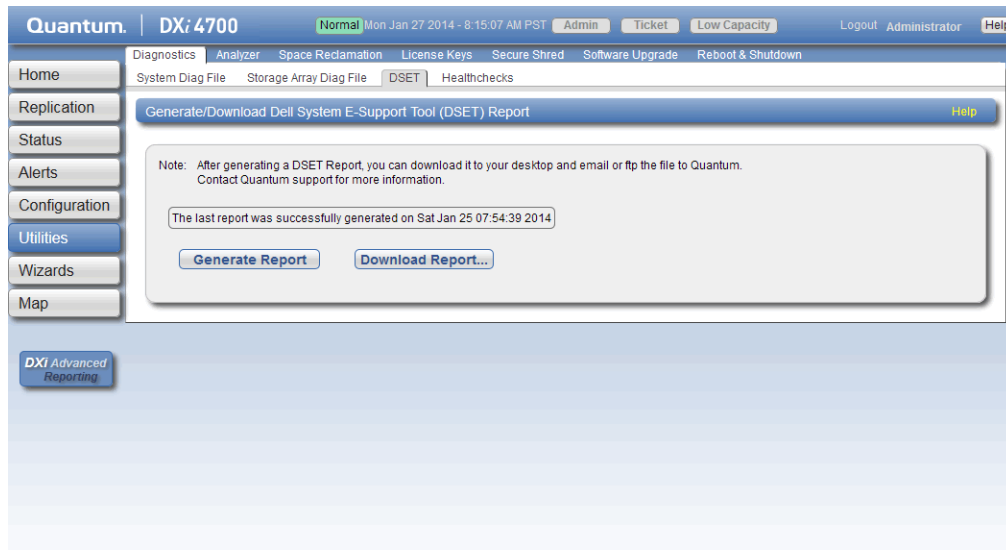 Quantum. | DXi 4700 Normal Mon Jan 27 2014 - 8:15:07 AM PST Admin Ticket Low Capacity Logout Administrator Help
Diagnostics Analyzer Space Reclamation License Keys Secure Shred Software Upgrade Reboot & Shutdown
System Diag File Storage Array Diag File DSET Healthchecks
Home
Replication
Status
Alerts
Configuration
Utilities
Wizards
Map
DXi Advanced
Reporting
Generate/Download Dell System E-Support Tool (DSET) Report Help
Note: After generating a DSET Report, you can download it to your desktop and email or ftp the file to Quantum.
Contact Quantum support for more information.
The last report was successfully generated on Sat Jan 25 07:54:39 2014
Generate Report Download Report...